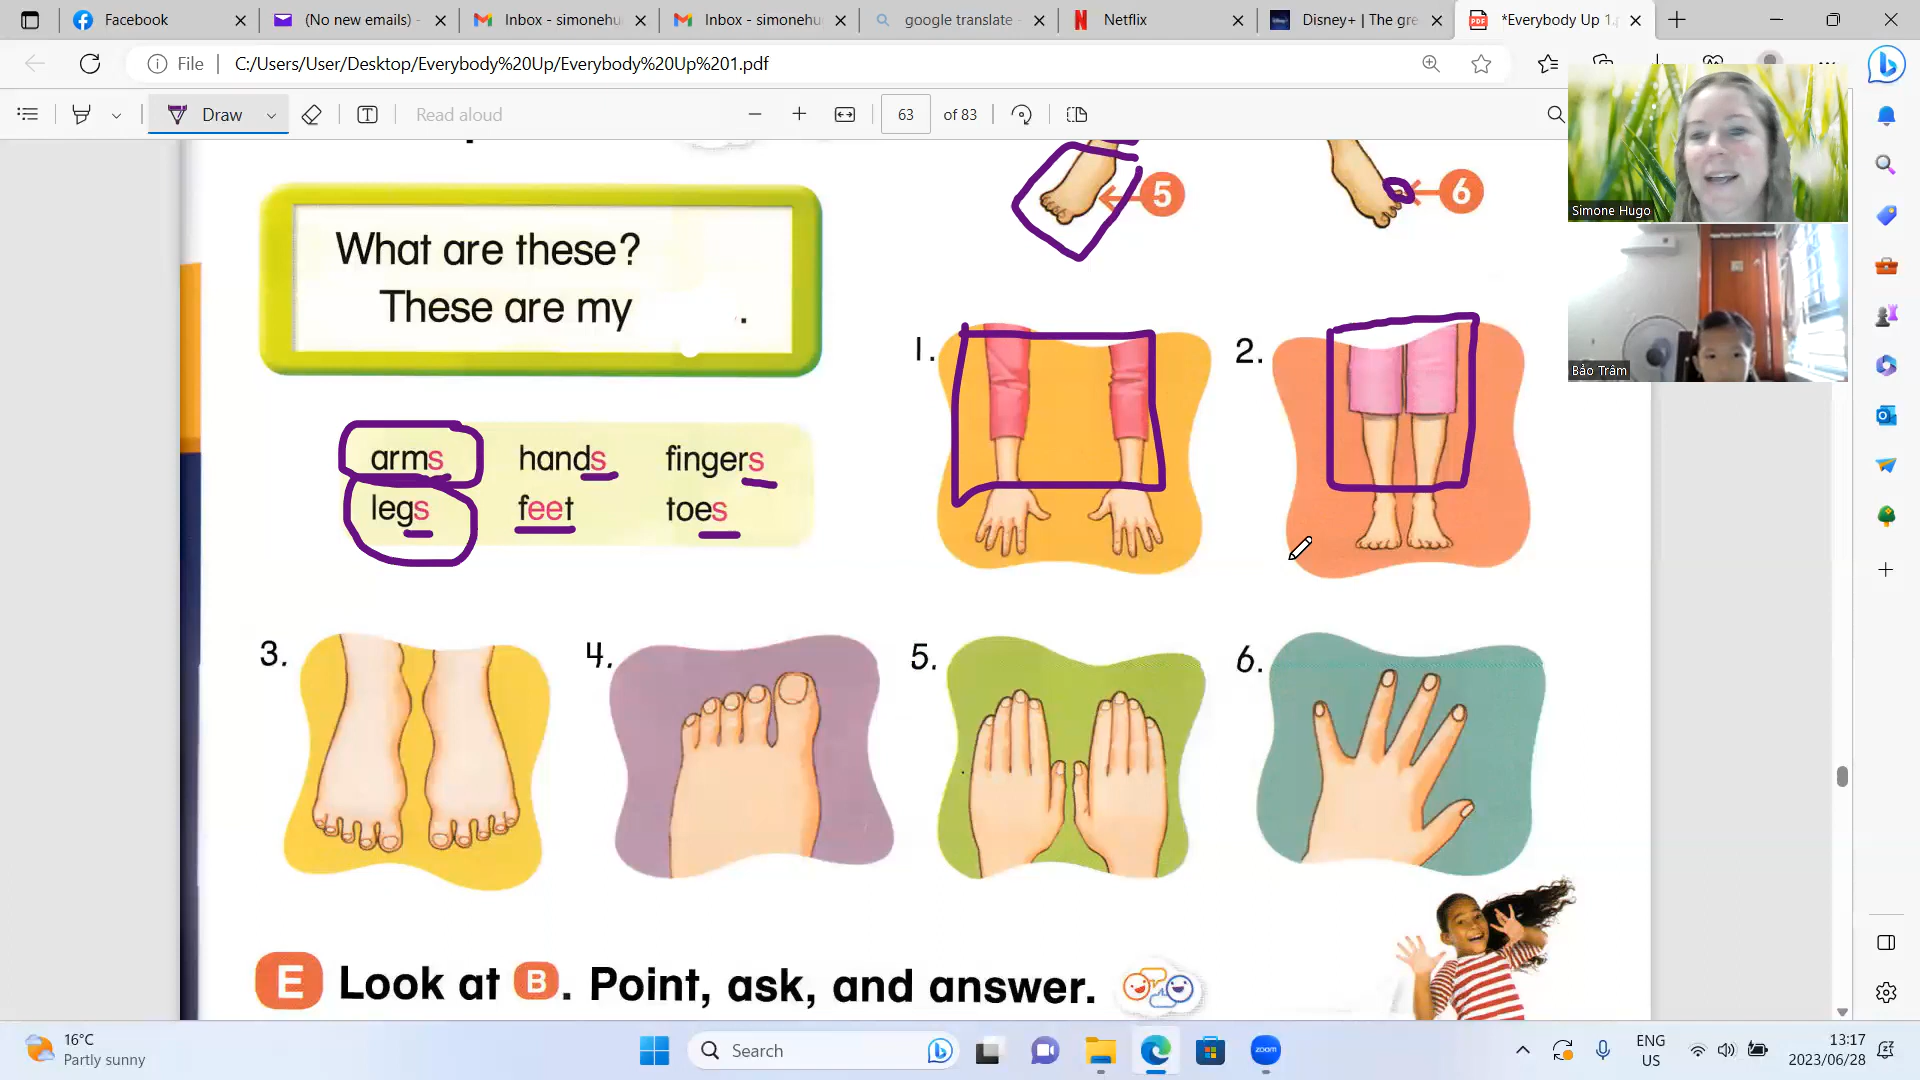 Facebook
(No new emails) -
Inbox - simonehu
Inbox - simonehu
google translate -
Netflix
Disney+ | The gre
*Everybody Up 1.p
File
C:/Users/User/Desktop/Everybody%20Up/Everybody%20Up%201.pdf
Draw
Read aloud
63 of 83
Simone Hugo
Bảo Trâm
5
6
What are these?
These are my .
arms hands fingers
legs feet toes
1.
2.
3.
4.
5.
6.
E Look at B. Point, ask, and answer.
16°C
Partly sunny
Search
zoom
ENG
US
13:17
2023/06/28